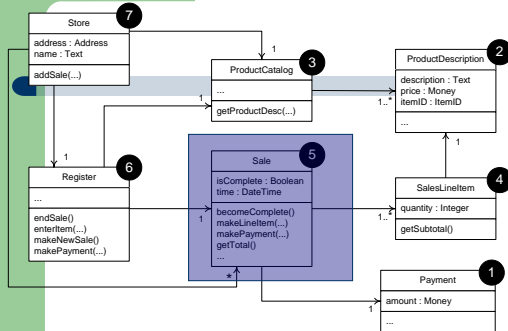 7
Store
address : Address
name : Text
addSale(...)
1
3
ProductCatalog
...
getProductDesc(...)
1
1..*
2
ProductDescription
description : Text
price : Money
itemID : ItemID
...
1
1
6
Register
...
endSale()
enterItem(...)
makeNewSale()
makePayment(...)
1
5
Sale
isComplete : Boolean
time : DateTime
becomeComplete()
makeLineItem(...)
makePayment(...)
getTotal()
...
*
1..*
4
SalesLineItem
quantity : Integer
getSubtotal()
1
1
Payment
amount : Money
...